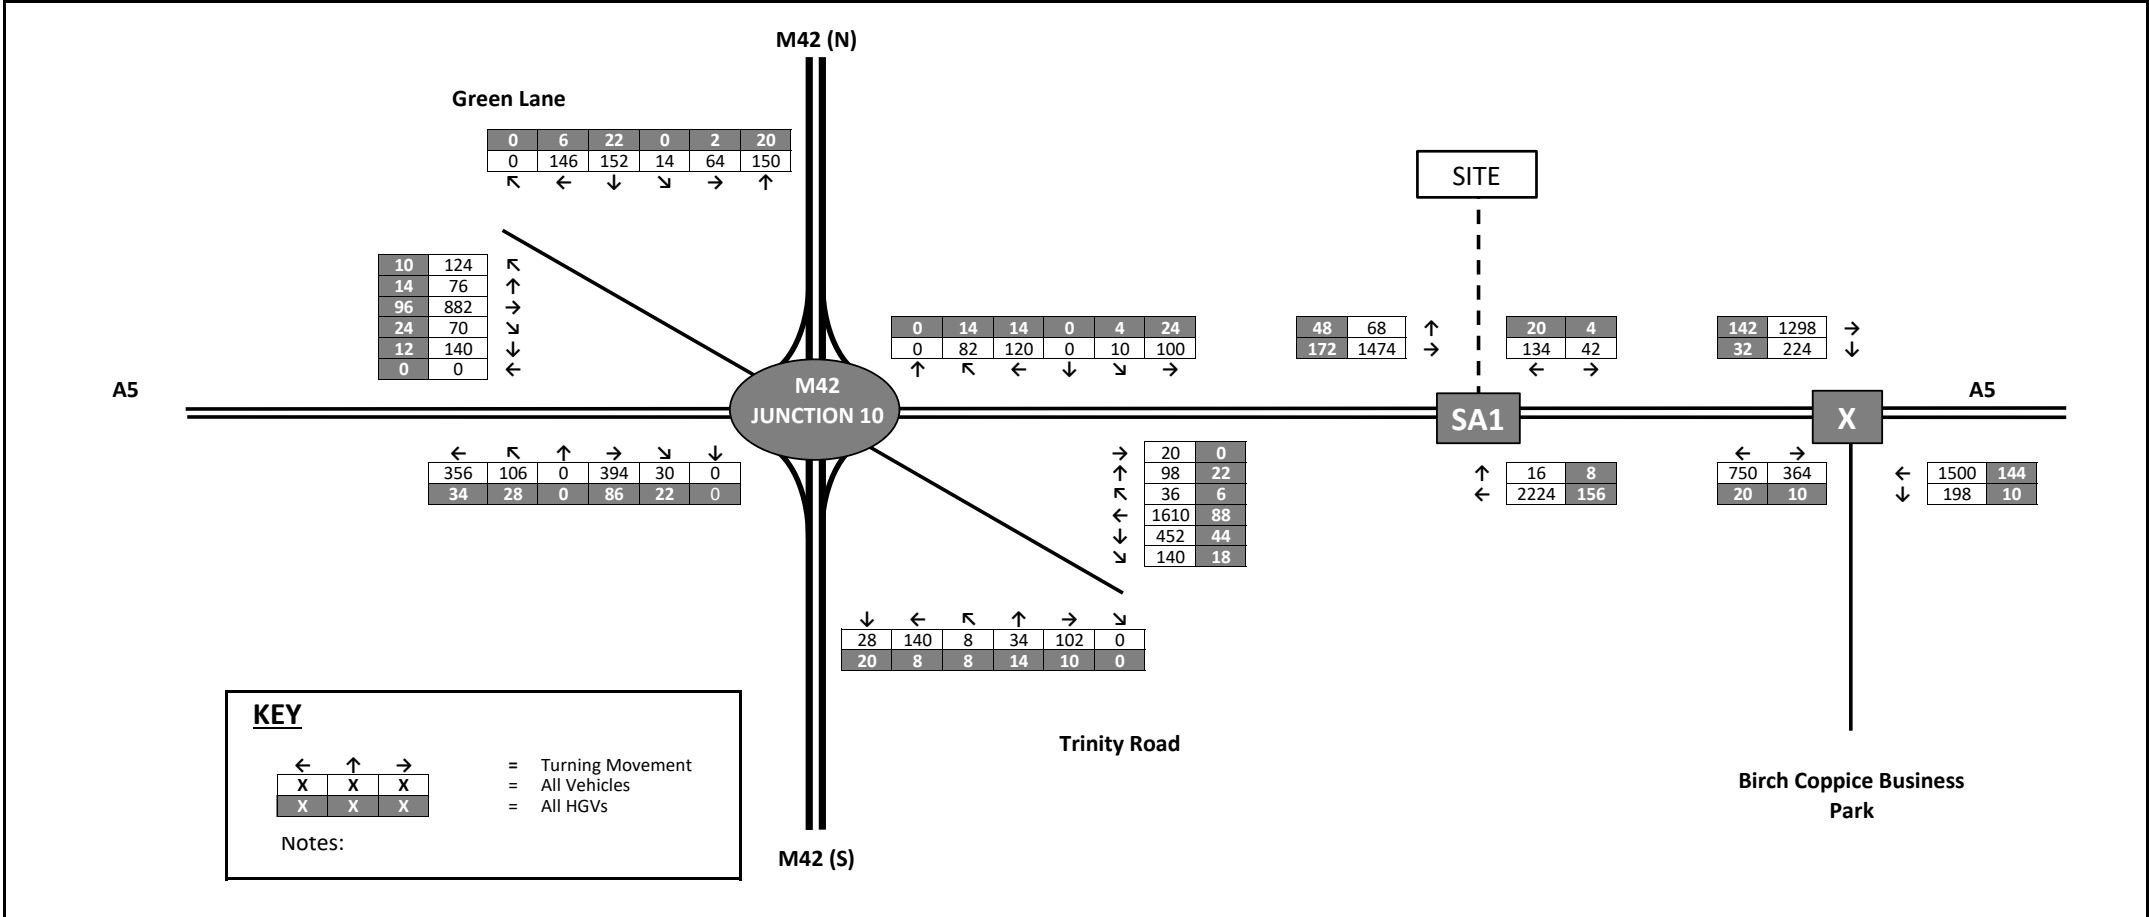 M42 (N)
Green Lane
0 6 22 0 2 20
0 146 152 14 64 150
↖ ← ↓ ↘ → ↑
SITE
10 124 ↖
14 76 ↑
96 882 →
24 70 ↘
12 140 ↓
0 0 ←
0 14 14 0 4 24
0 82 120 0 10 100
↑ ↖ ← ↓ ↘ →
48 68 ↑
172 1474 →
20 4
134 42
← →
142 1298 →
32 224 ↓
A5
M42
JUNCTION 10
SA1
X
A5
← ↖ ↑ → ↘ ↓
356 106 0 394 30 0
34 28 0 86 22 0
→ 20 0
↑ 98 22
↖ 36 6
← 1610 88
↓ 452 44
↘ 140 18
↑ 16 8
← 2224 156
← →
750 364
20 10
← 1500 144
↓ 198 10
↓ ← ↖ ↑ → ↘
28 140 8 34 102 0
20 8 8 14 10 0
KEY
← ↑ → = Turning Movement
X X X = All Vehicles
X X X = All HGVs
Notes:
Trinity Road
Birch Coppice Business
Park
M42 (S)